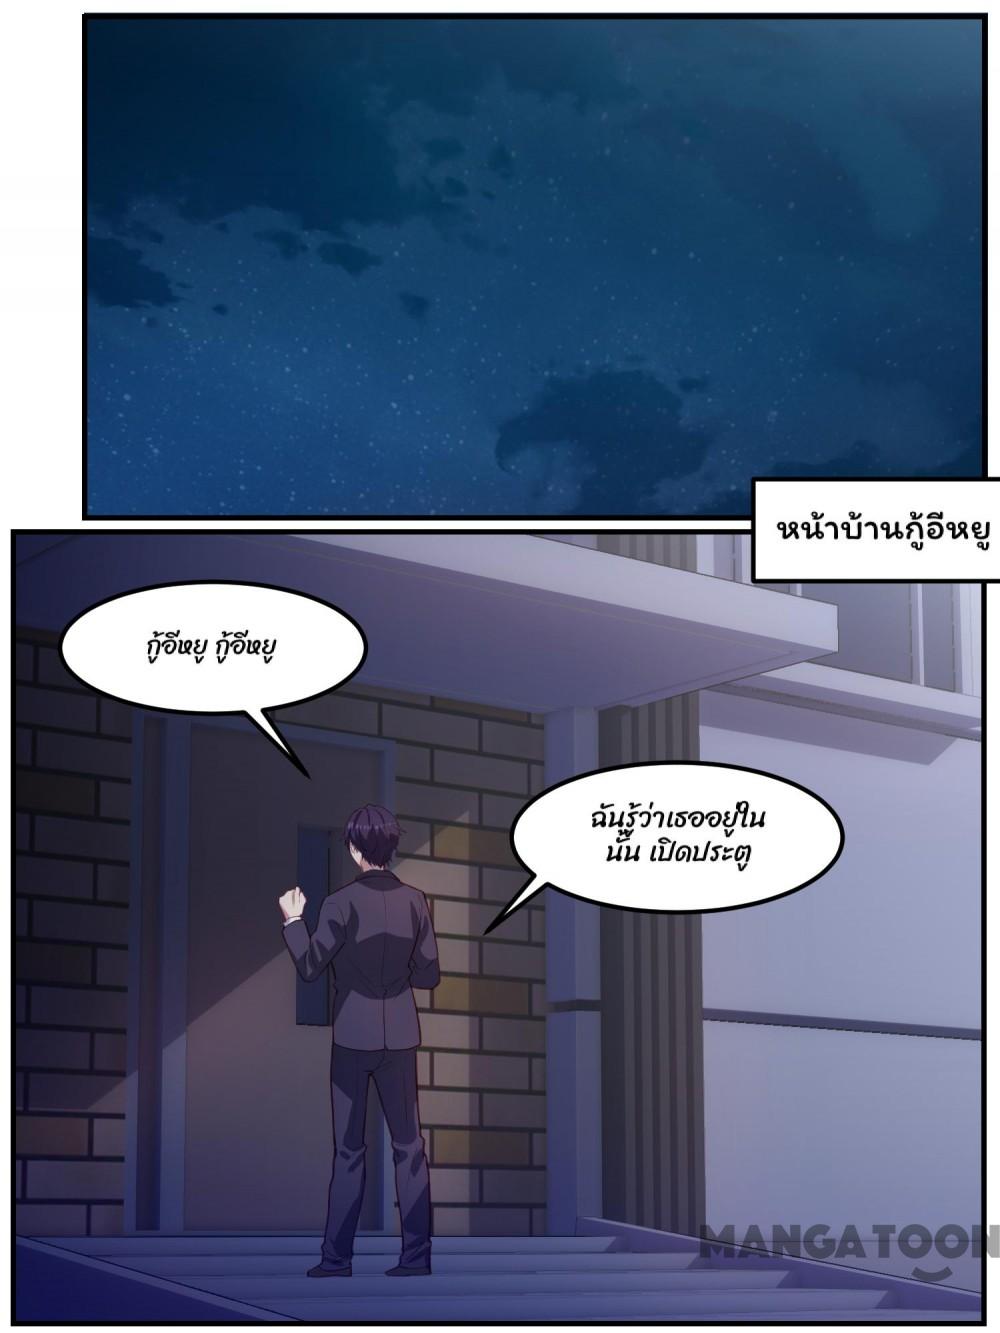 หน้าบ้านกู้อีหยู
กู้อีหยู กู้อีหยู
ฉันรู้ว่าเธออยู่ใน
นั้น เปิดประตู
MANGATOON